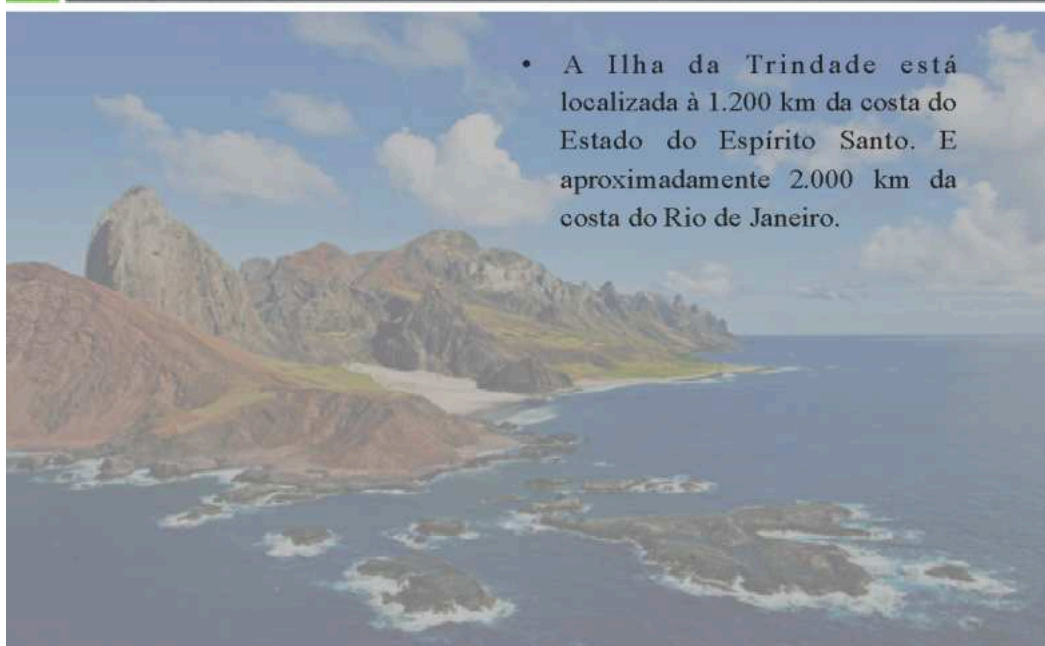 • A Ilha da Trindade está
localizada à 1.200 km da costa do
Estado do Espírito Santo. E
aproximadamente 2.000 km da
costa do Rio de Janeiro.